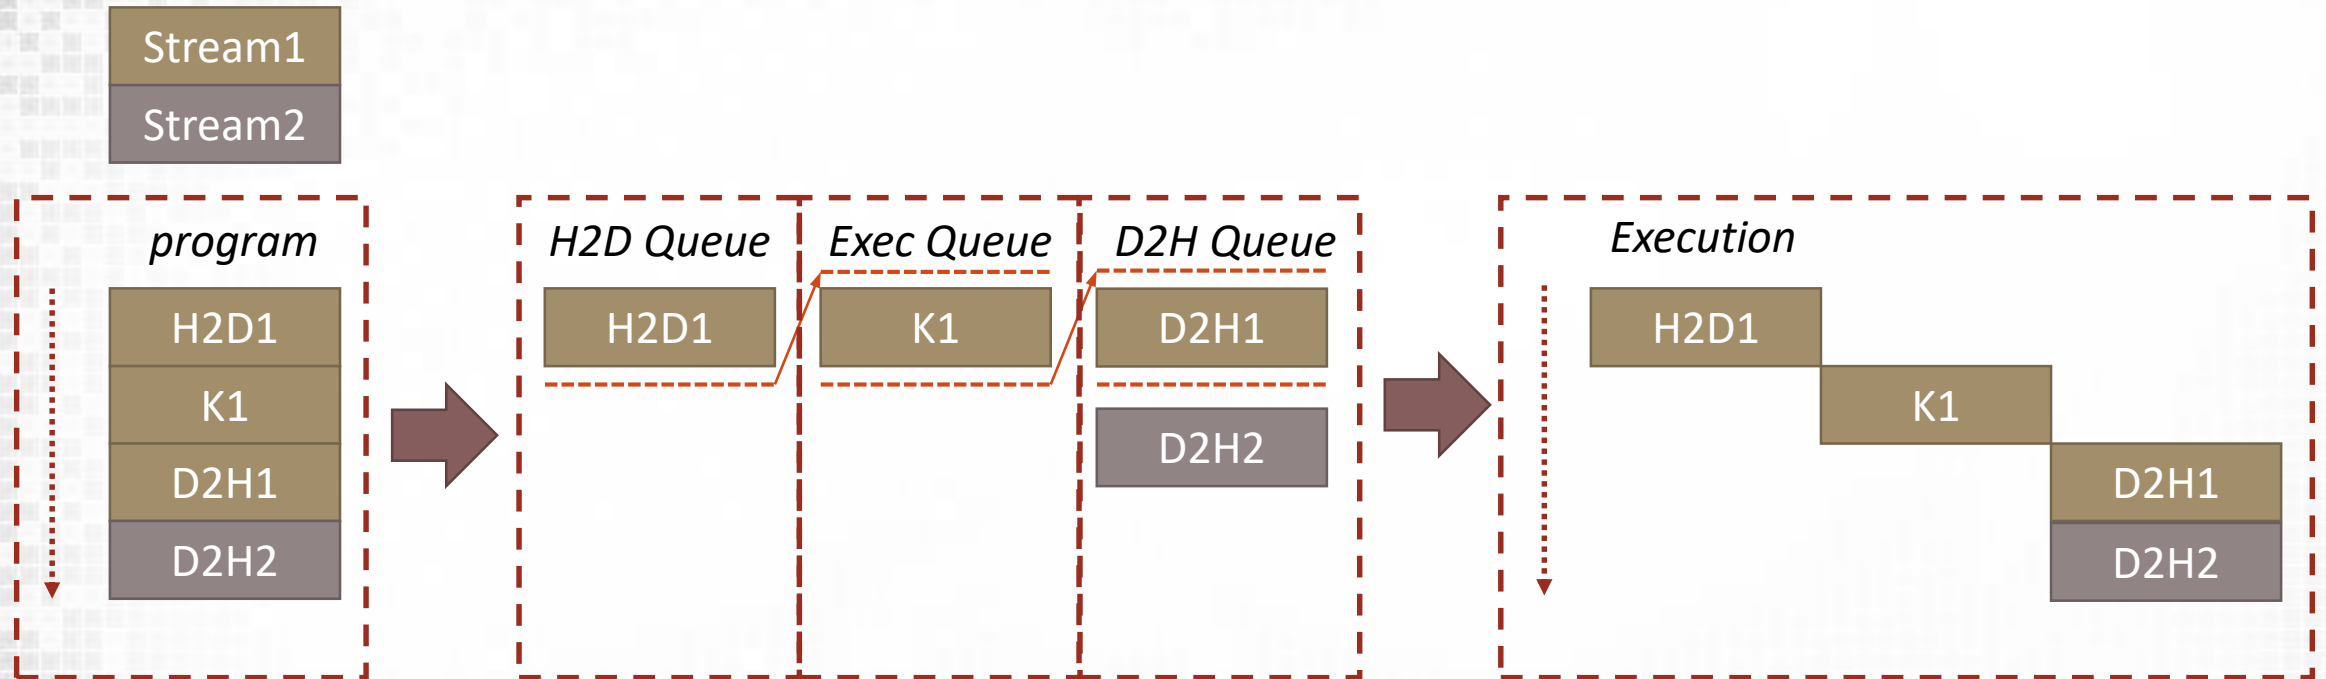 Stream1
Stream2
program
H2D1
K1
D2H1
D2H2
H2D Queue
H2D1
Exec Queue
K1
D2H Queue
D2H1
D2H2
Execution
H2D1
K1
D2H1
D2H2